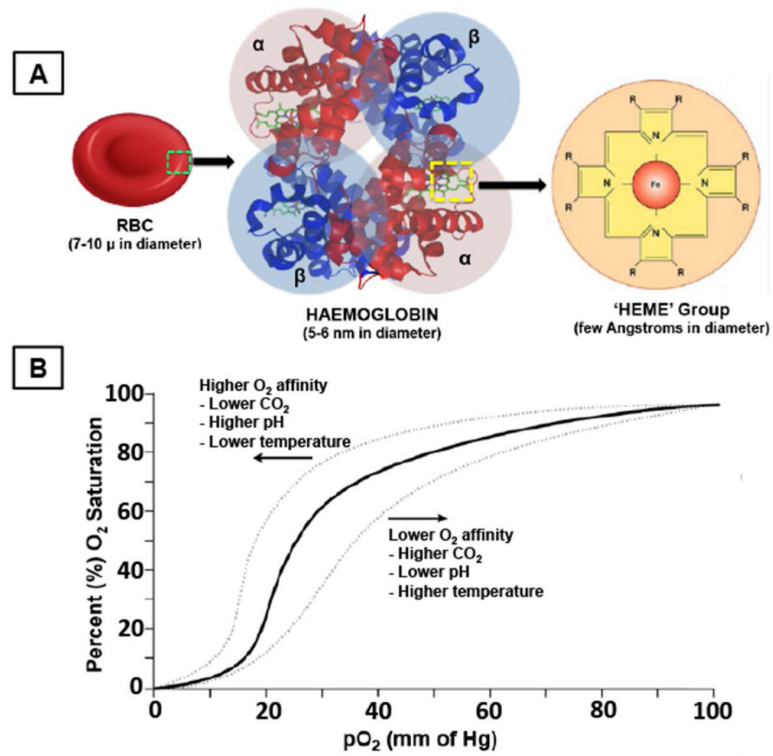 A
α
β
β
α
RBC
(7-10 µ in diameter)
HAEMOGLOBIN
(5-6 nm in diameter)
R R
R N R
N Fe N
R N R
R R
'HEME' Group
(few Angstroms in diameter)
B
Percent (%) O₂ Saturation
100
80
60
40
20
0
Higher O₂ affinity
- Lower CO₂
- Higher pH
- Lower temperature
Lower O₂ affinity
- Higher CO₂
- Lower pH
- Higher temperature
0 20 40 60 80 100
pO₂ (mm of Hg)